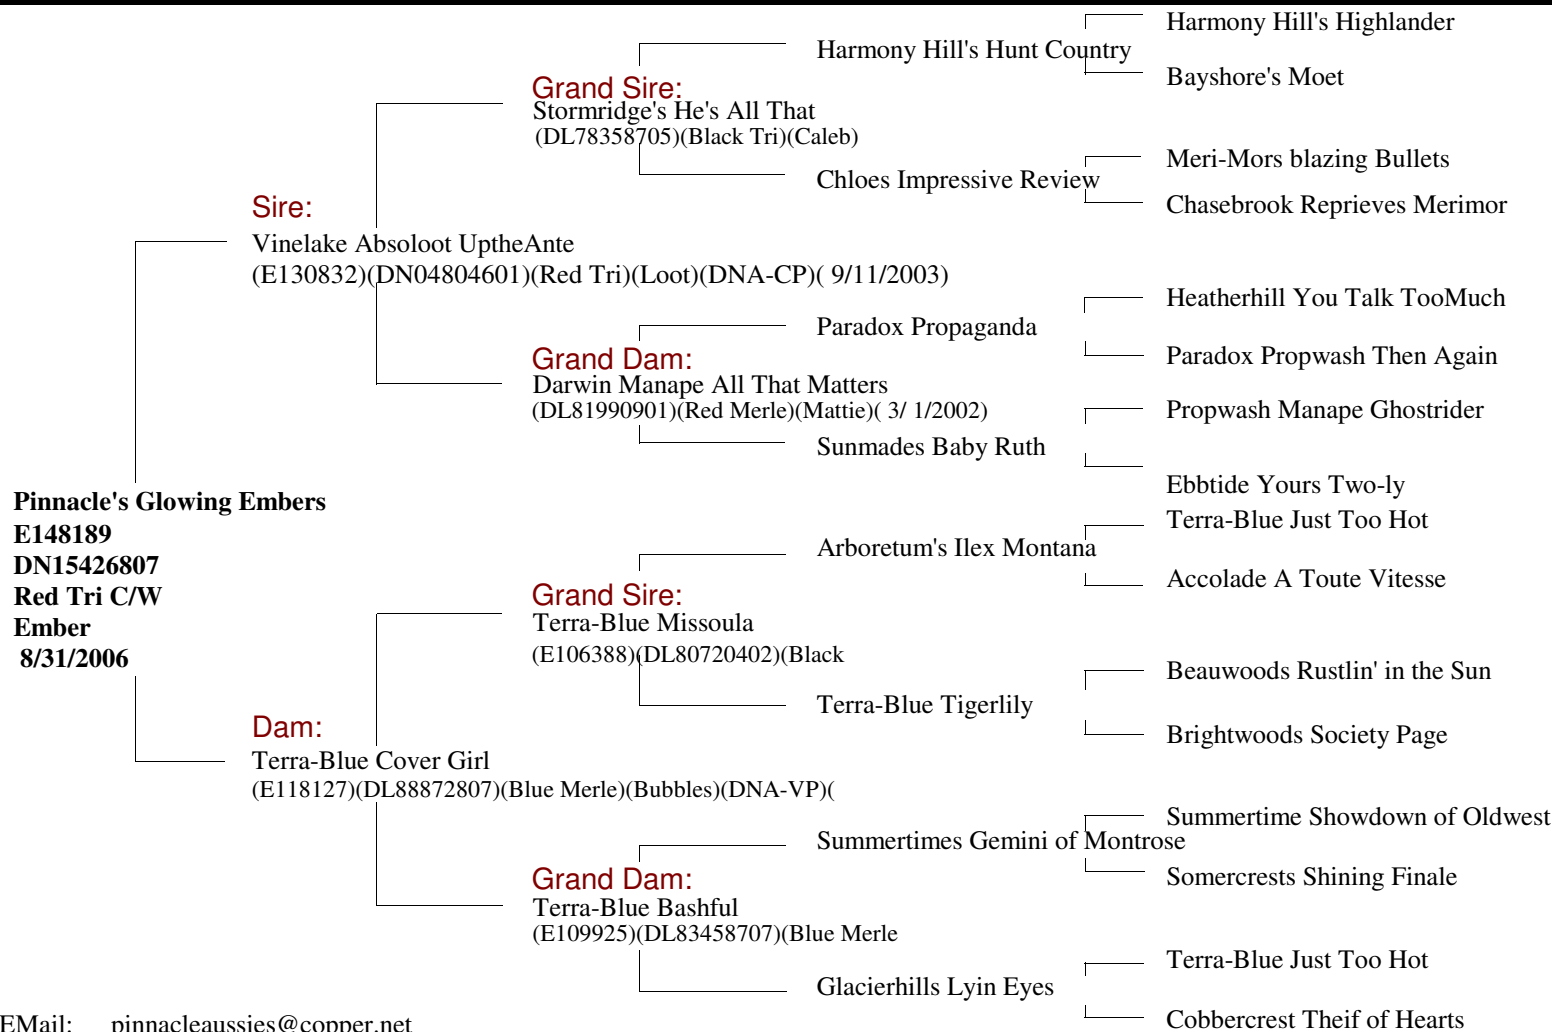 Harmony Hill's Highlander
Harmony Hill's Hunt Country
Bayshore's Moet
Grand Sire:
Stormridge's He's All That
(DL78358705)(Black Tri)(Caleb)
Meri-Mors blazing Bullets
Chloes Impressive Review
Chasebrook Reprieves Merimor
Sire:
Vinelake Absoloot UptheAnte
(E130832)(DN04804601)(Red Tri)(Loot)(DNA-CP)( 9/11/2003)
Heatherhill You Talk TooMuch
Paradox Propaganda
Paradox Propwash Then Again
Grand Dam:
Darwin Manape All That Matters
(DL81990901)(Red Merle)(Mattie)( 3/ 1/2002)
Propwash Manape Ghostrider
Sunmades Baby Ruth
Ebbtide Yours Two-ly
Pinnacle's Glowing Embers
E148189
DN15426807
Red Tri C/W
Ember
8/31/2006
Terra-Blue Just Too Hot
Arboretum's Ilex Montana
Accolade A Toute Vitesse
Grand Sire:
Terra-Blue Missoula
(E106388)(DL80720402)(Black
Beauwoods Rustlin' in the Sun
Terra-Blue Tigerlily
Brightwoods Society Page
Dam:
Terra-Blue Cover Girl
(E118127)(DL88872807)(Blue Merle)(Bubbles)(DNA-VP)(
Summertime Showdown of Oldwest
Summertimes Gemini of Montrose
Somercrests Shining Finale
Grand Dam:
Terra-Blue Bashful
(E109925)(DL83458707)(Blue Merle
Terra-Blue Just Too Hot
Glacierhills Lyin Eyes
Cobbercrest Theif of Hearts
EMail: pinnacleaussies@copper.net